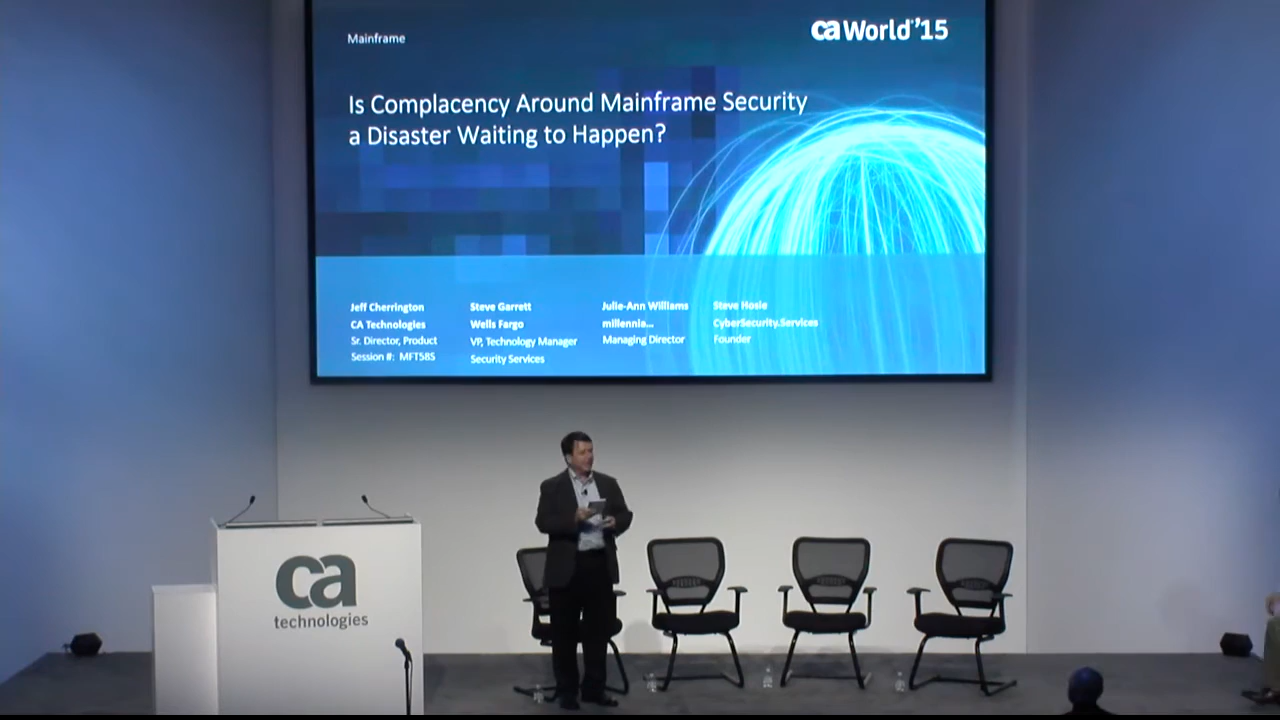 Mainframe
ca World'15
Is Complacency Around Mainframe Security
a Disaster Waiting to Happen?
Jeff Cherrington
CA Technologies
Sr. Director, Product
Session #: MFT58S
Steve Garrett
Wells Fargo
VP, Technology Manager
Security Services
Julie-Ann Williams
millennia...
Managing Director
Steve Hosie
CyberSecurity.Services
Founder
ca
technologies